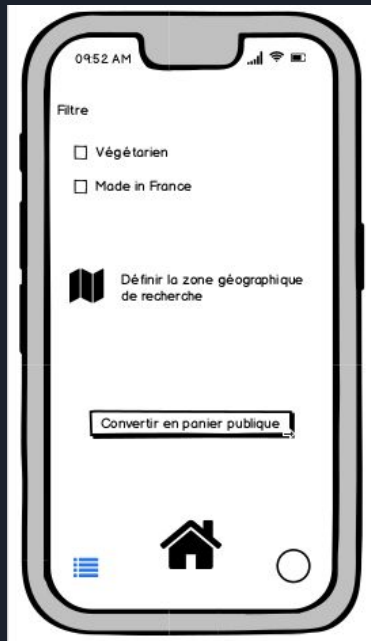 09:52 AM
Filtre
Végétarien
Made in France
Définir la zone géographique
de recherche
Convertir en panier publique